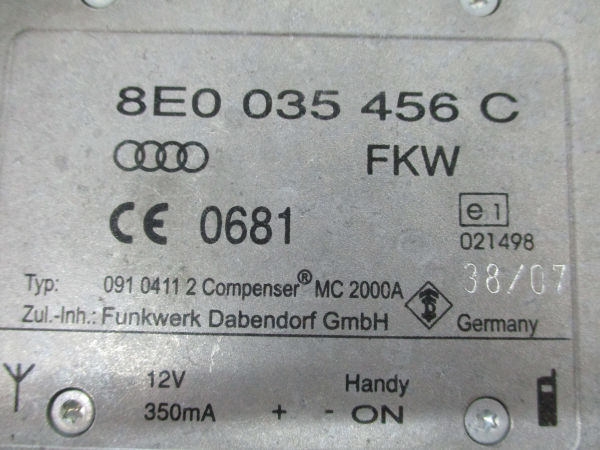 8E0 035 456 C
FKW
CE 0681
e1
021498
38/07
Typ: 091 0411 2 Compenser® MC 2000A
Zul.-Inh.: Funkwerk Dabendorf GmbH Germany
12V Handy
350mA + - ON